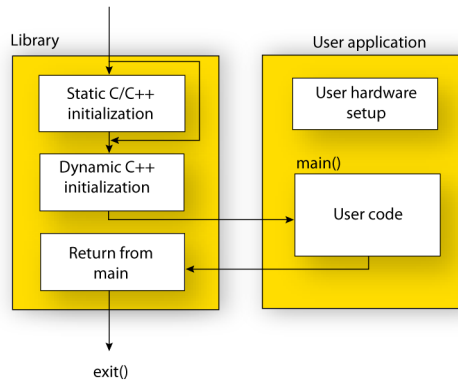 Library
User application
Static C/C++
initialization
User hardware
setup
Dynamic C++
initialization
main()
User code
Return from
main
exit()